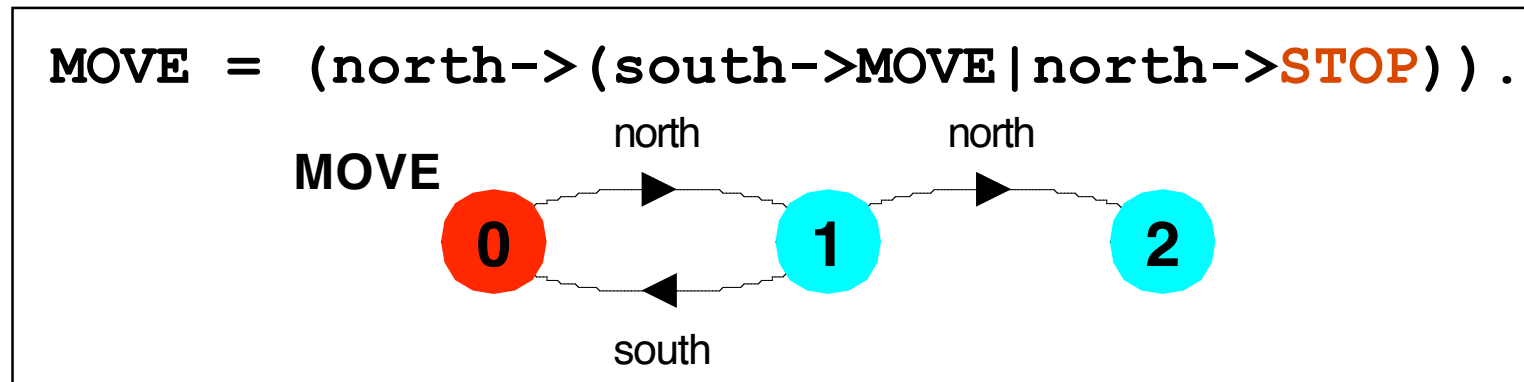 MOVE = (north->(south->MOVE|north->STOP)).
north north
MOVE
0 1 2
south